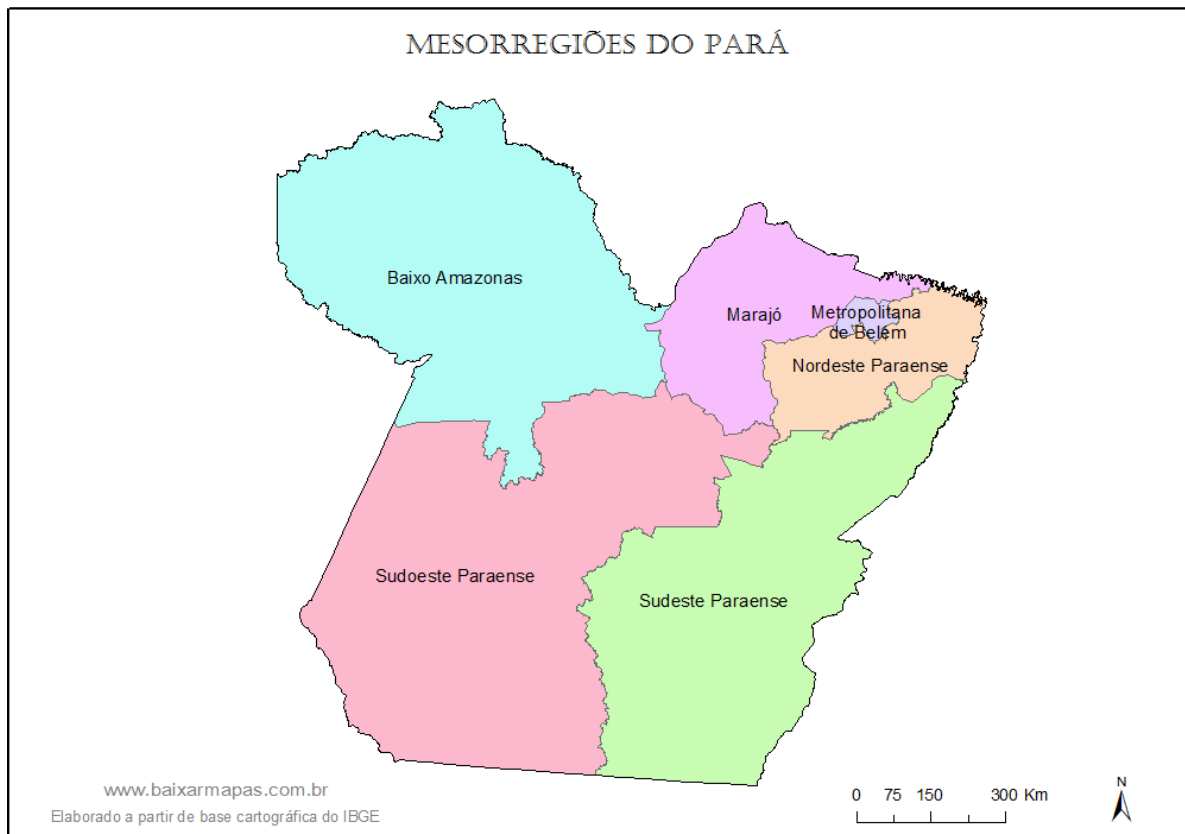 MESORREGIÕES DO PARÁ
Baixo Amazonas
Marajó
Metropolitana
de Belém
Nordeste Paraense
Sudoeste Paraense
Sudeste Paraense
www.baixarmapas.com.br
Elaborado a partir de base cartográfica do IBGE
0 75 150 300 Km
N